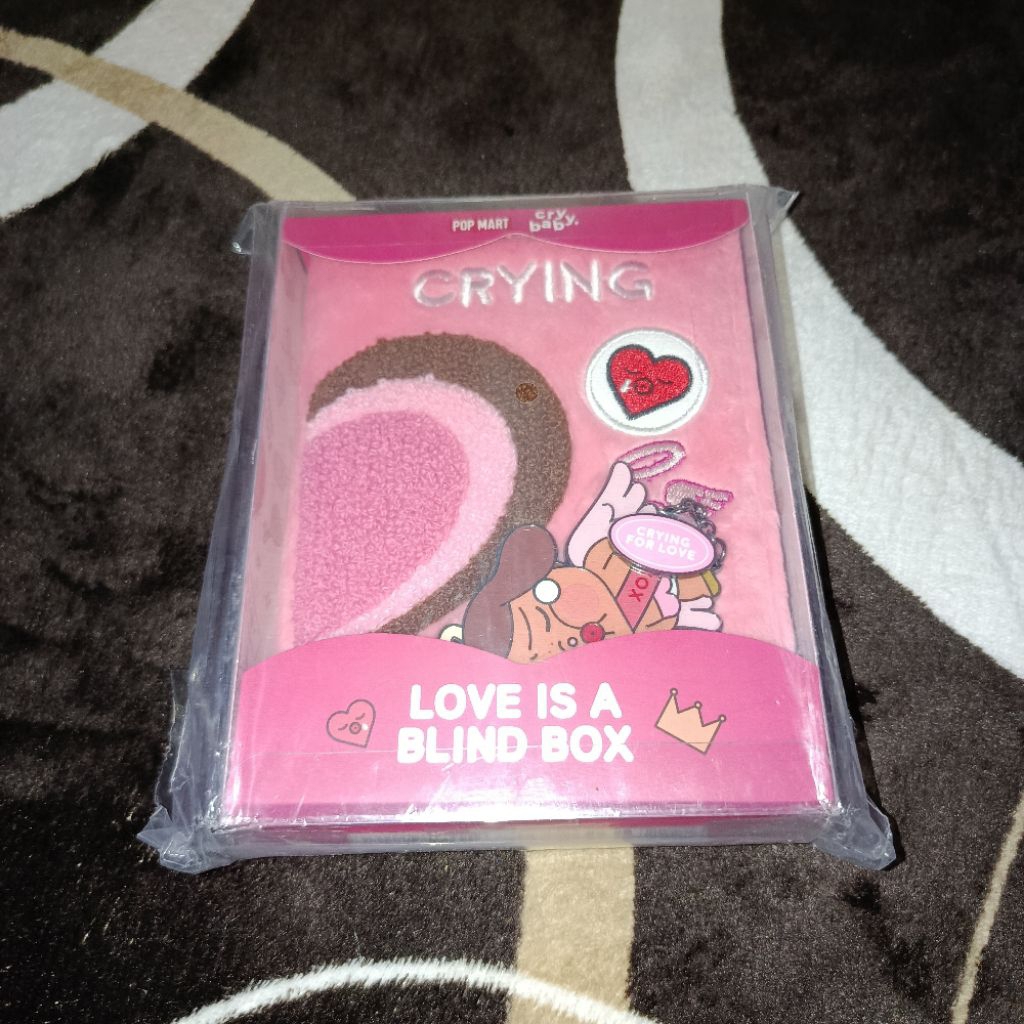 POP MART
cry
baby.
CRYING
CRYING
FOR LOVE
XO
LOVE IS A
BLIND BOX